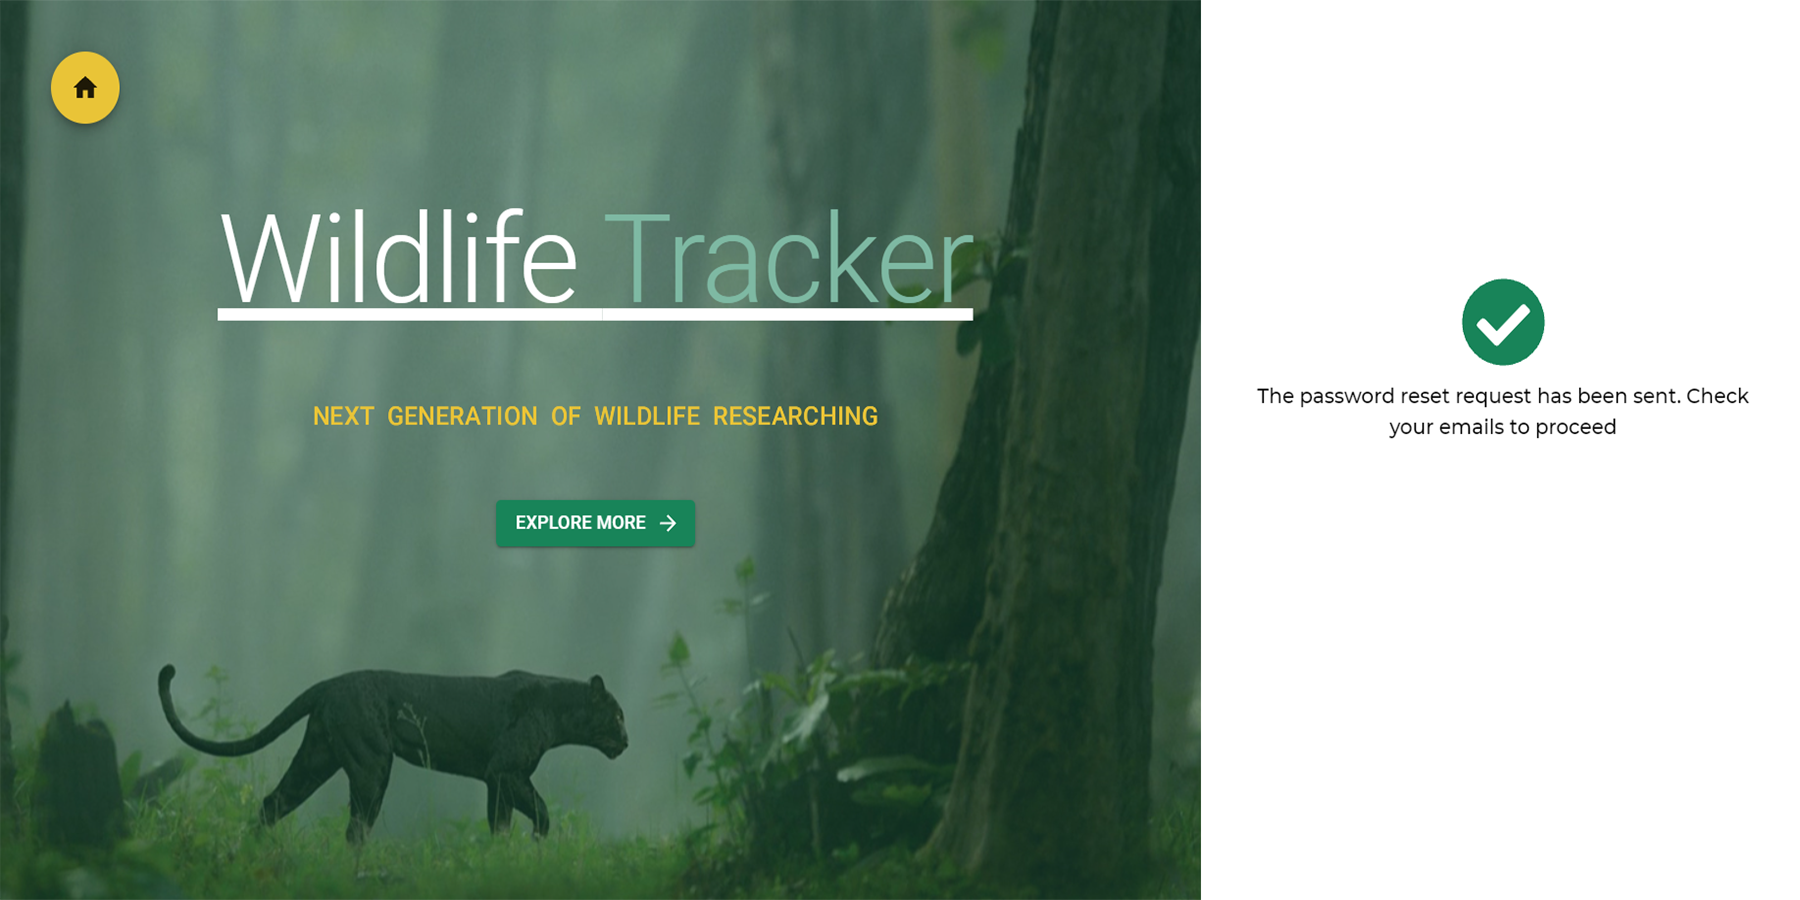 Wildlife Tracker
NEXT GENERATION OF WILDLIFE RESEARCHING
EXPLORE MORE
The password reset request has been sent. Check
your emails to proceed